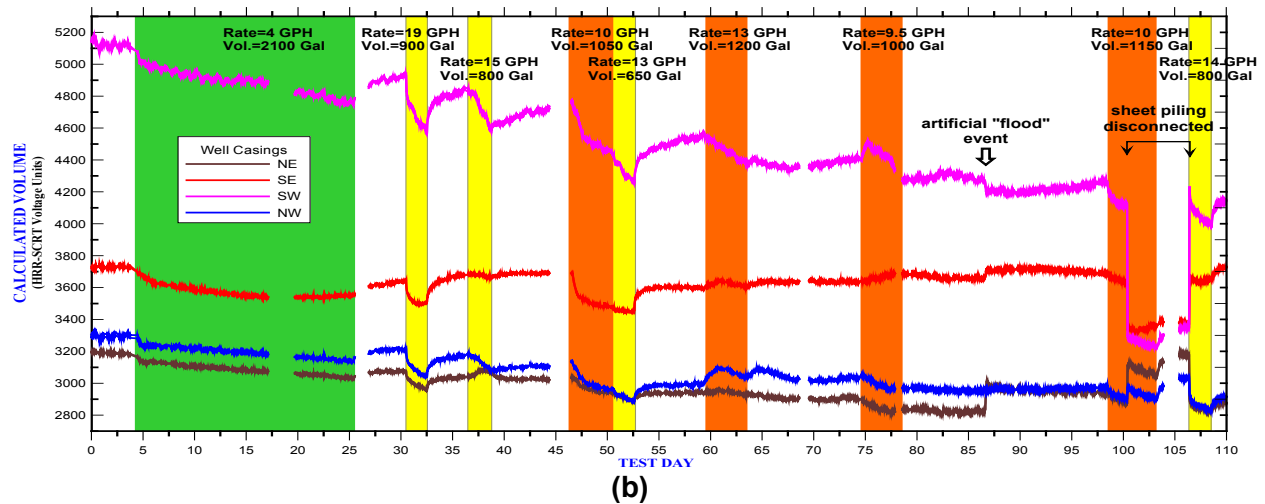 Rate=4 GPH
Vol.=2100 Gal
Rate=19 GPH
Vol.=900 Gal
Rate=15 GPH
Vol.=800 Gal
Rate=10 GPH
Vol.=1050 Gal
Rate=13 GPH
Vol.=650 Gal
Rate=13 GPH
Vol.=1200 Gal
Rate=9.5 GPH
Vol.=1000 Gal
Rate=10 GPH
Vol.=1150 Gal
Rate=14 GPH
Vol.=800 Gal
artificial "flood"
event
sheet piling
disconnected
Well Casings
NE
SE
SW
NW
CALCULATED VOLUME
(HRR-SCRT Voltage Units)
5200
5000
4800
4600
4400
4200
4000
3800
3600
3400
3200
3000
2800
0 5 10 15 20 25 30 35 40 45 50 55 60 65 70 75 80 85 90 95 100 105 110
TEST DAY
(b)